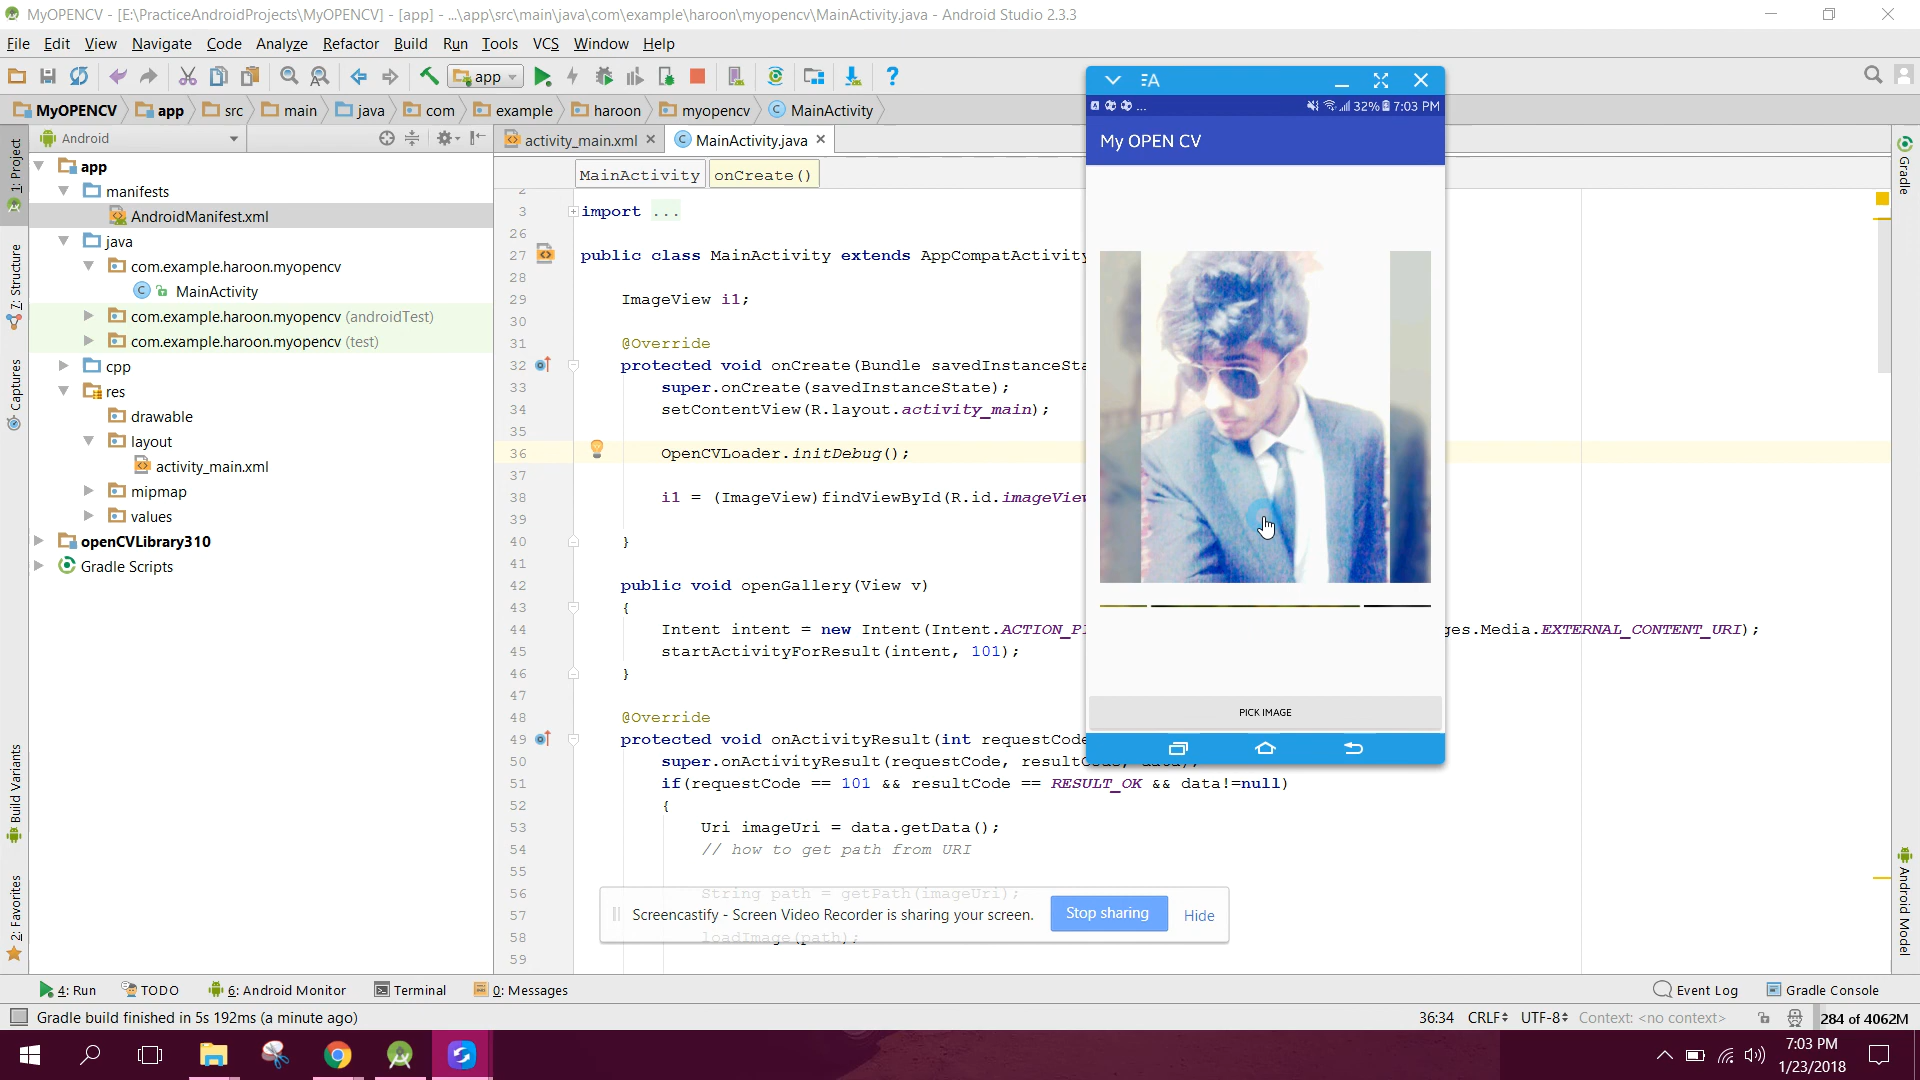 MyOPENCV - [E:\PracticeAndroidProjects\MyOPENCV] - [app] - ...\app\src\main\java\com\example\haroon\myopencv\MainActivity.java - Android Studio 2.3.3
File Edit View Navigate Code Analyze Refactor Build Run Tools VCS Window Help
app
MyOPENCV app src main java com example haroon myopencv MainActivity
Android
activity_main.xml MainActivity.java
MainActivity onCreate()
1: Project
7: Structure
Captures
Build Variants
2: Favorites
app
manifests
AndroidManifest.xml
java
com.example.haroon.myopencv
MainActivity
com.example.haroon.myopencv (androidTest)
com.example.haroon.myopencv (test)
cpp
res
drawable
layout
activity_main.xml
mipmap
values
openCVLibrary310
Gradle Scripts
2
3 import ...
26
27 public class MainActivity extends AppCompatActivity
28
29 ImageView i1;
30
31 @Override
32 protected void onCreate(Bundle savedInstanceSta
33 super.onCreate(savedInstanceState);
34 setContentView(R.layout.activity_main);
35
36 OpenCVLoader.initDebug();
37
38 i1 = (ImageView)findViewById(R.id.imageView
39
40 }
41
42 public void openGallery(View v)
43 {
44 Intent intent = new Intent(Intent.ACTION_PI ges.Media.EXTERNAL_CONTENT_URI);
45 startActivityForResult(intent, 101);
46 }
47
48 @Override
49 protected void onActivityResult(int requestCode
50 super.onActivityResult(requestCode, resultCode, data);
51 if(requestCode == 101 && resultCode == RESULT_OK && data!=null)
52 {
53 Uri imageUri = data.getData();
54 // how to get path from URI
55
56 String path = getPath(imageUri);
57
58 loadImage(path);
59
32% 7:03 PM
My OPEN CV
PICK IMAGE
Screencastify - Screen Video Recorder is sharing your screen. Stop sharing Hide
Gradle
Android Model
4: Run TODO 6: Android Monitor Terminal 0: Messages Event Log Gradle Console
Gradle build finished in 5s 192ms (a minute ago) 36:34 CRLF UTF-8 Context: <no context> 284 of 4062M
7:03 PM
1/23/2018